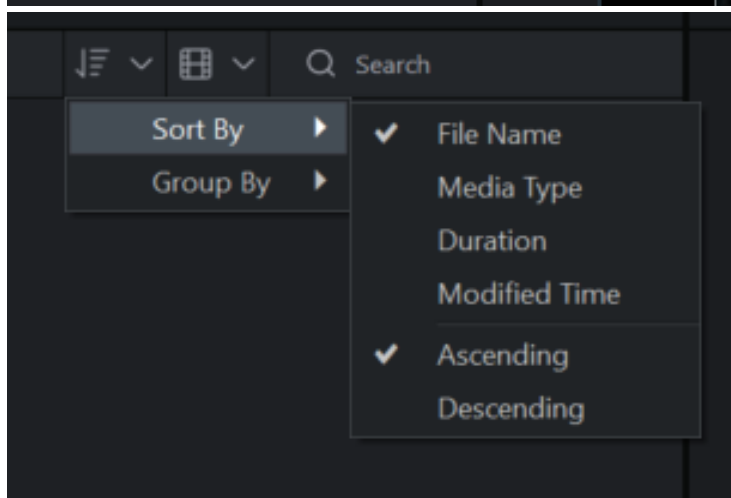 Search
Sort By
Group By
File Name
Media Type
Duration
Modified Time
Ascending
Descending